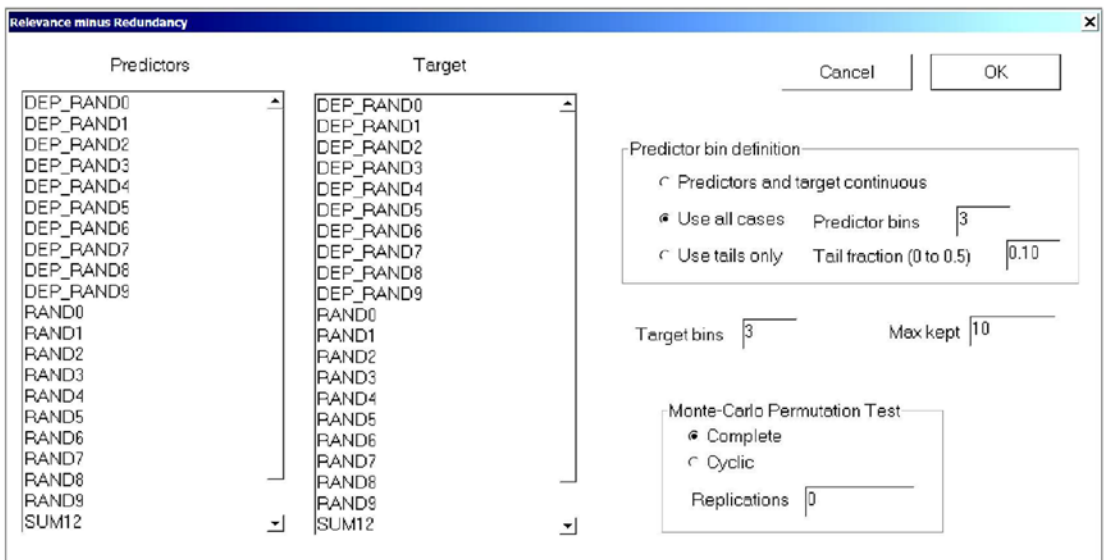 Relevance minus Redundancy
Predictors
DEP_RAND0
DEP_RAND1
DEP_RAND2
DEP_RAND3
DEP_RAND4
DEP_RAND5
DEP_RAND6
DEP_RAND7
DEP_RAND8
DEP_RAND9
RAND0
RAND1
RAND2
RAND3
RAND4
RAND5
RAND6
RAND7
RAND8
RAND9
SUM12
Target
DEP_RAND0
DEP_RAND1
DEP_RAND2
DEP_RAND3
DEP_RAND4
DEP_RAND5
DEP_RAND6
DEP_RAND7
DEP_RAND8
DEP_RAND9
RAND0
RAND1
RAND2
RAND3
RAND4
RAND5
RAND6
RAND7
RAND8
RAND9
SUM12
Cancel OK
Predictor bin definition
Predictors and target continuous
Use all cases Predictor bins 3
Use tails only Tail fraction (0 to 0.5) 0.10
Target bins 3 Max kept 10
Monte-Carlo Permutation Test
Complete
Cyclic
Replications 0